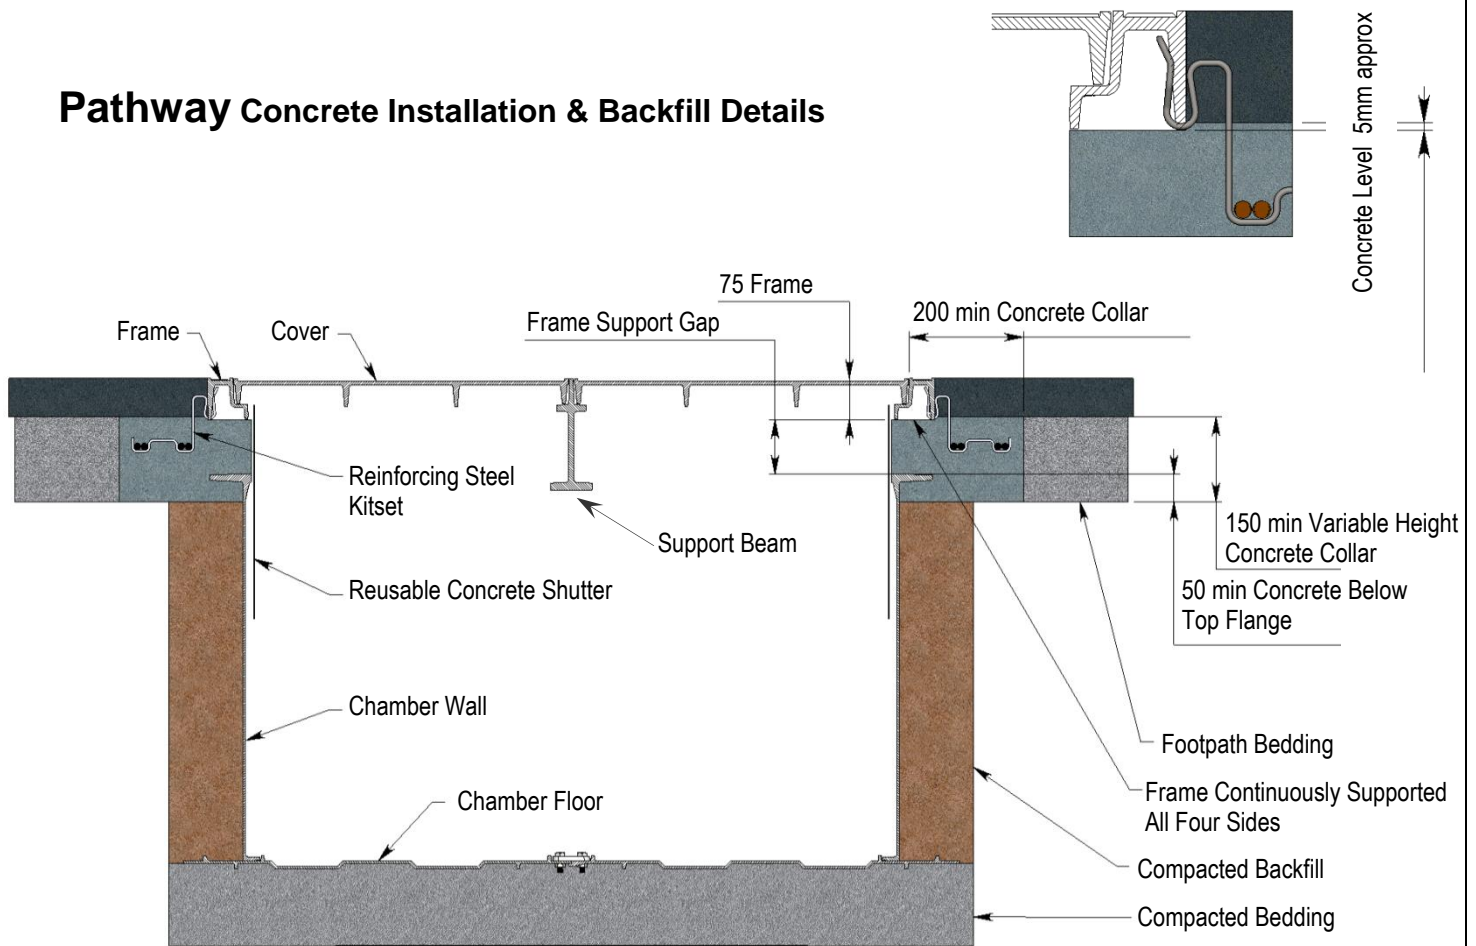 Pathway Concrete Installation & Backfill Details
Concrete Level 5mm approx
75 Frame
200 min Concrete Collar
Frame Support Gap
Frame
Cover
Reinforcing Steel
Kitset
Support Beam
150 min Variable Height
Concrete Collar
Reusable Concrete Shutter
50 min Concrete Below
Top Flange
Chamber Wall
Footpath Bedding
Chamber Floor
Frame Continuously Supported
All Four Sides
Compacted Backfill
Compacted Bedding